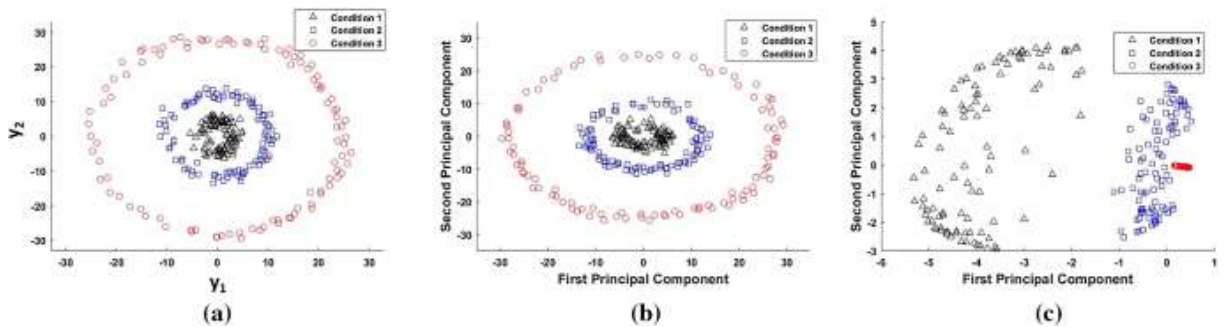 Condition 1
Condition 2
Condition 3
30
20
10
0
-10
-20
-30
y2
-30 -20 -10 0 10 20 30
y1
(a)
Condition 1
Condition 2
Condition 3
30
20
10
0
-10
-20
-30
Second Principal Component
-30 -20 -10 0 10 20 30
First Principal Component
(b)
Condition 1
Condition 2
Condition 3
5
4
3
2
1
0
-1
-2
-3
Second Principal Component
-6 -5 -4 -3 -2 -1 0 1
First Principal Component
(c)